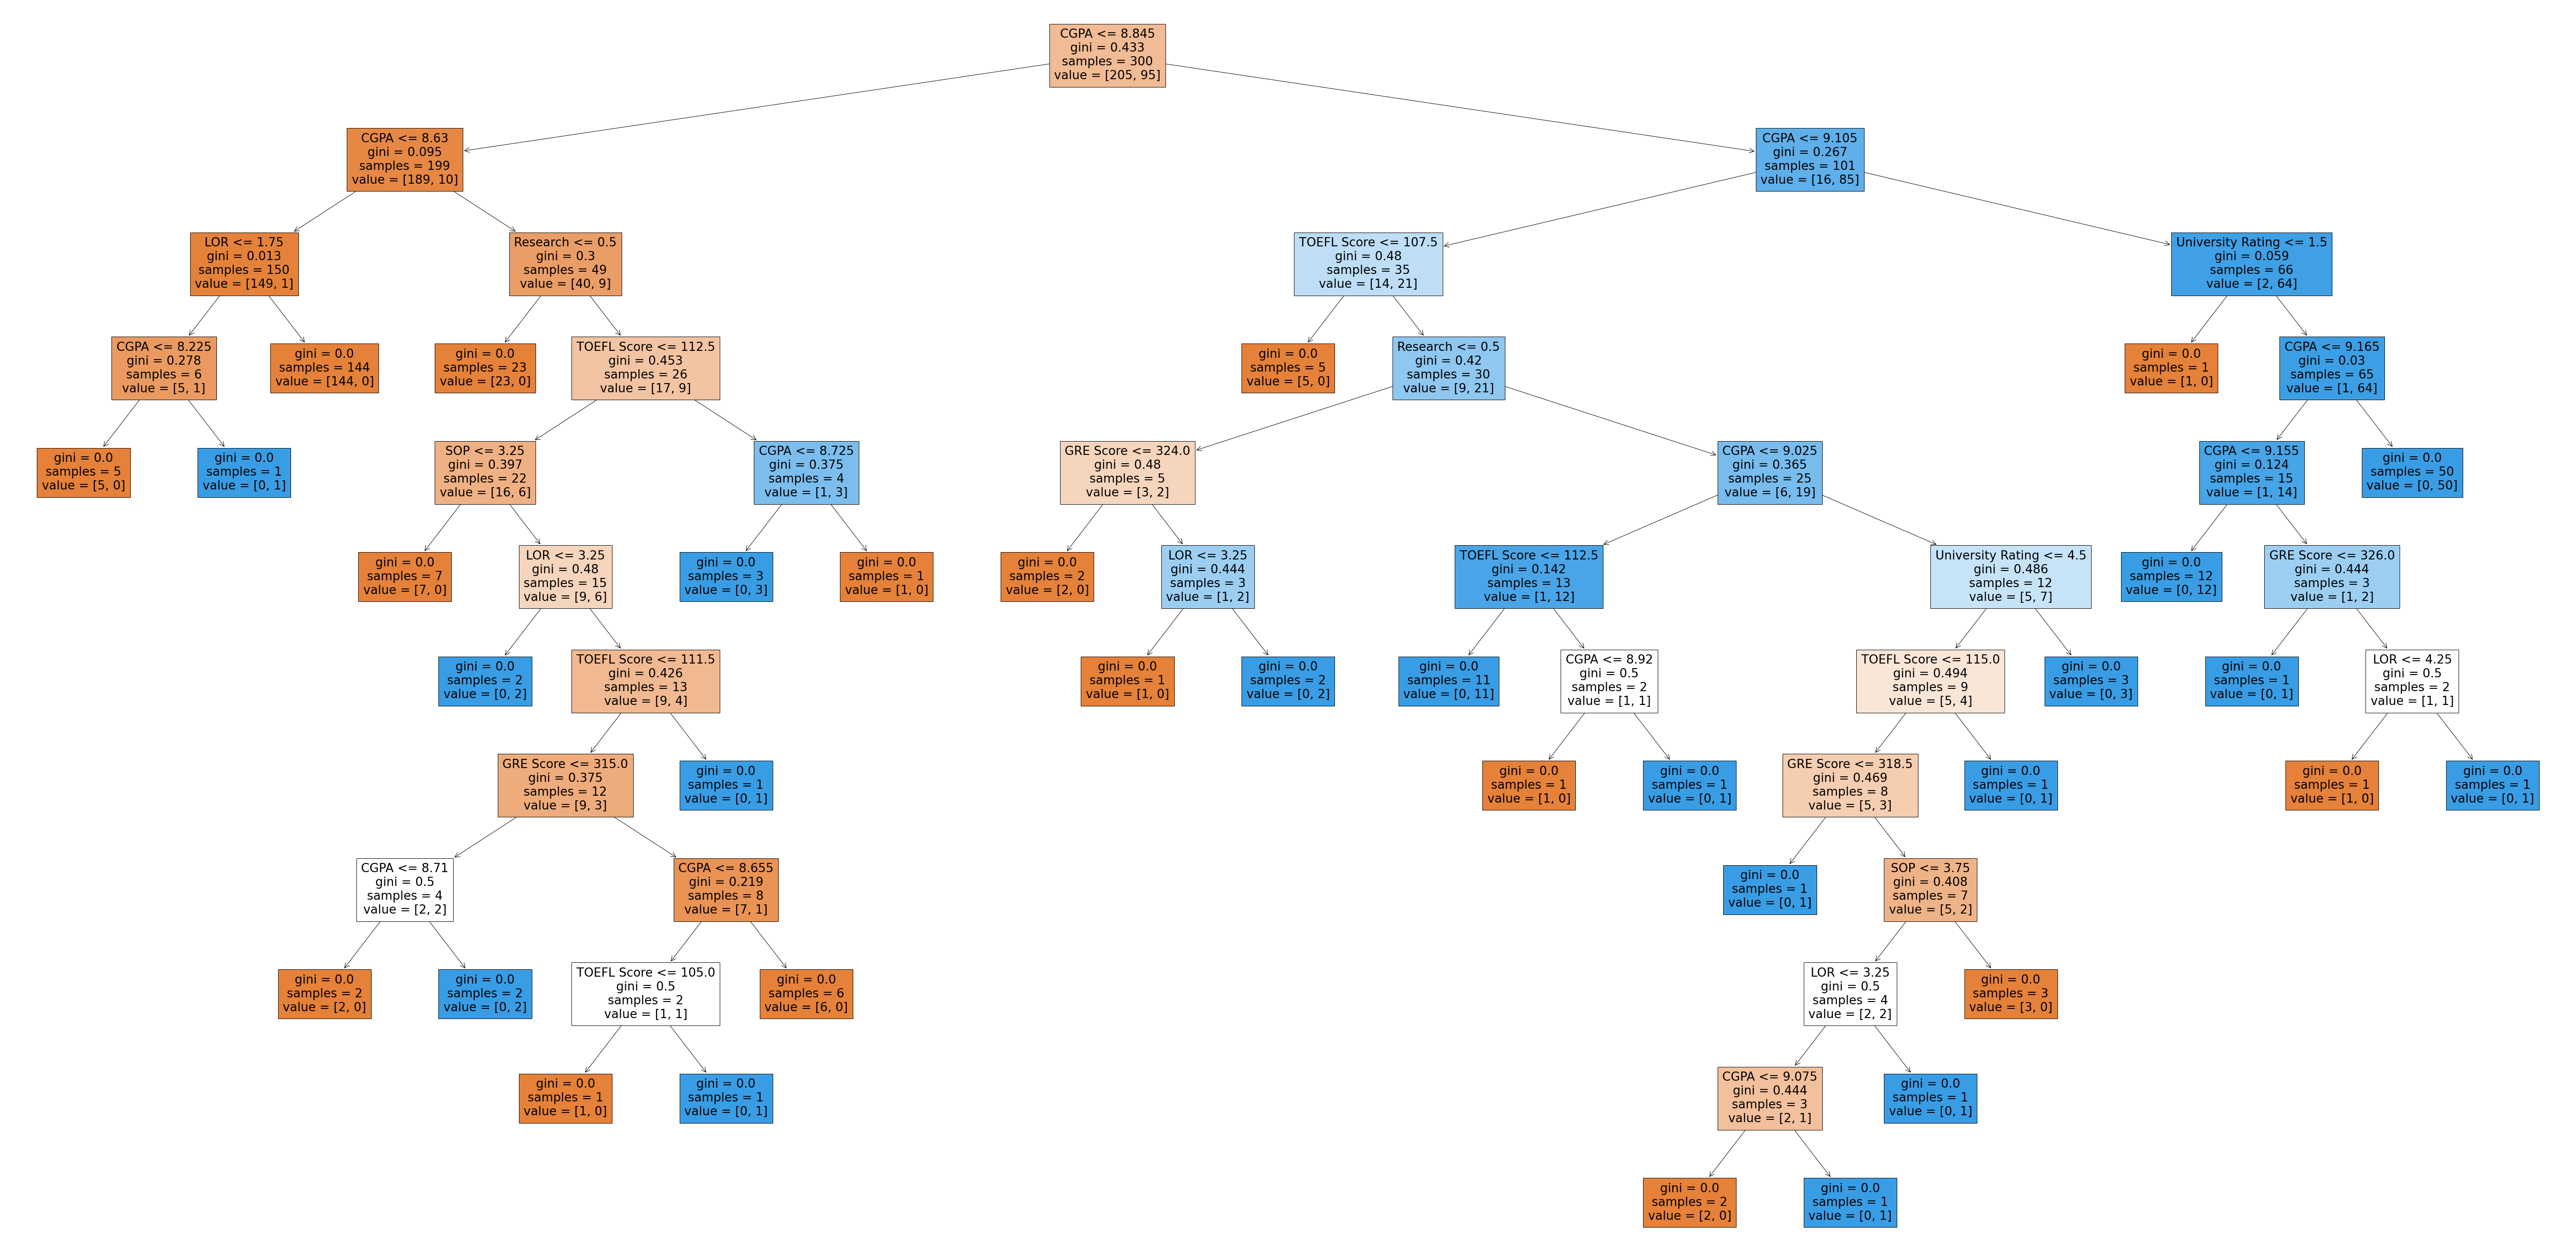 CGPA <= 8.845
gini = 0.433
samples = 300
value = [205, 95]
CGPA <= 8.63
gini = 0.095
samples = 199
value = [189, 10]
CGPA <= 9.105
gini = 0.267
samples = 101
value = [16, 85]
LOR <= 1.75
gini = 0.013
samples = 150
value = [149, 1]
Research <= 0.5
gini = 0.3
samples = 49
value = [40, 9]
TOEFL Score <= 107.5
gini = 0.48
samples = 35
value = [14, 21]
University Rating <= 1.5
gini = 0.059
samples = 66
value = [2, 64]
CGPA <= 8.225
gini = 0.278
samples = 6
value = [5, 1]
gini = 0.0
samples = 144
value = [144, 0]
gini = 0.0
samples = 23
value = [23, 0]
TOEFL Score <= 112.5
gini = 0.453
samples = 26
value = [17, 9]
gini = 0.0
samples = 5
value = [5, 0]
Research <= 0.5
gini = 0.42
samples = 30
value = [9, 21]
gini = 0.0
samples = 1
value = [1, 0]
CGPA <= 9.165
gini = 0.03
samples = 65
value = [1, 64]
gini = 0.0
samples = 5
value = [5, 0]
gini = 0.0
samples = 1
value = [0, 1]
SOP <= 3.25
gini = 0.397
samples = 22
value = [16, 6]
CGPA <= 8.725
gini = 0.375
samples = 4
value = [1, 3]
GRE Score <= 324.0
gini = 0.48
samples = 5
value = [3, 2]
CGPA <= 9.025
gini = 0.365
samples = 25
value = [6, 19]
CGPA <= 9.155
gini = 0.124
samples = 15
value = [1, 14]
gini = 0.0
samples = 50
value = [0, 50]
gini = 0.0
samples = 7
value = [7, 0]
LOR <= 3.25
gini = 0.48
samples = 15
value = [9, 6]
gini = 0.0
samples = 3
value = [0, 3]
gini = 0.0
samples = 1
value = [1, 0]
gini = 0.0
samples = 2
value = [2, 0]
LOR <= 3.25
gini = 0.444
samples = 3
value = [1, 2]
TOEFL Score <= 112.5
gini = 0.142
samples = 13
value = [1, 12]
University Rating <= 4.5
gini = 0.486
samples = 12
value = [5, 7]
gini = 0.0
samples = 12
value = [0, 12]
GRE Score <= 326.0
gini = 0.444
samples = 3
value = [1, 2]
gini = 0.0
samples = 2
value = [0, 2]
TOEFL Score <= 111.5
gini = 0.426
samples = 13
value = [9, 4]
gini = 0.0
samples = 1
value = [1, 0]
gini = 0.0
samples = 2
value = [0, 2]
gini = 0.0
samples = 11
value = [0, 11]
CGPA <= 8.92
gini = 0.5
samples = 2
value = [1, 1]
TOEFL Score <= 115.0
gini = 0.494
samples = 9
value = [5, 4]
gini = 0.0
samples = 3
value = [0, 3]
gini = 0.0
samples = 1
value = [0, 1]
LOR <= 4.25
gini = 0.5
samples = 2
value = [1, 1]
GRE Score <= 315.0
gini = 0.375
samples = 12
value = [9, 3]
gini = 0.0
samples = 1
value = [0, 1]
gini = 0.0
samples = 1
value = [1, 0]
gini = 0.0
samples = 1
value = [0, 1]
GRE Score <= 318.5
gini = 0.469
samples = 8
value = [5, 3]
gini = 0.0
samples = 1
value = [0, 1]
gini = 0.0
samples = 1
value = [1, 0]
gini = 0.0
samples = 1
value = [0, 1]
CGPA <= 8.71
gini = 0.5
samples = 4
value = [2, 2]
CGPA <= 8.655
gini = 0.219
samples = 8
value = [7, 1]
gini = 0.0
samples = 1
value = [0, 1]
SOP <= 3.75
gini = 0.408
samples = 7
value = [5, 2]
gini = 0.0
samples = 2
value = [2, 0]
gini = 0.0
samples = 2
value = [0, 2]
TOEFL Score <= 105.0
gini = 0.5
samples = 2
value = [1, 1]
gini = 0.0
samples = 6
value = [6, 0]
LOR <= 3.25
gini = 0.5
samples = 4
value = [2, 2]
gini = 0.0
samples = 3
value = [3, 0]
gini = 0.0
samples = 1
value = [1, 0]
gini = 0.0
samples = 1
value = [0, 1]
CGPA <= 9.075
gini = 0.444
samples = 3
value = [2, 1]
gini = 0.0
samples = 1
value = [0, 1]
gini = 0.0
samples = 2
value = [2, 0]
gini = 0.0
samples = 1
value = [0, 1]